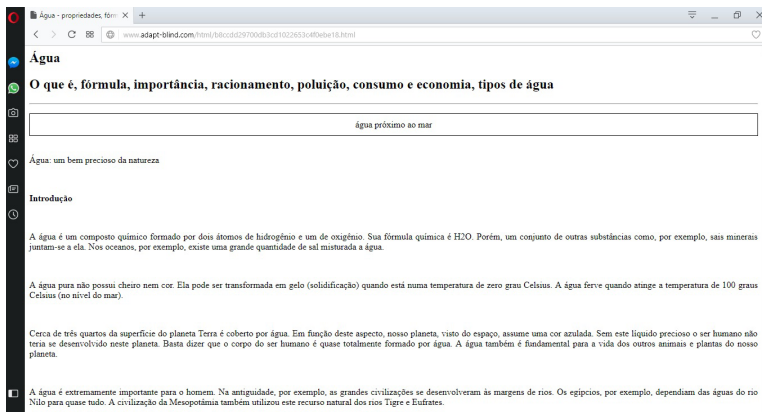 Água - propriedades, fórm
www.adapt-blind.com/html/b8ccdd29700db3cd1022653c4f0ebe16.html
Água
O que é, fórmula, importância, racionamento, poluição, consumo e economia, tipos de água
água próximo ao mar
Água: um bem precioso da natureza
Introdução
A água é um composto químico formado por dois átomos de hidrogênio e um de oxigênio. Sua fórmula química é H2O. Porém, um conjunto de outras substâncias como, por exemplo, sais minerais
juntam-se a ela. Nos oceanos, por exemplo, existe uma grande quantidade de sal misturada a água.
A água pura não possui cheiro nem cor. Ela pode ser transformada em gelo (solidificação) quando está numa temperatura de zero grau Celsius. A água ferve quando atinge a temperatura de 100 graus
Celsius (no nível do mar).
Cerca de três quartos da superfície do planeta Terra é coberto por água. Em função deste aspecto, nosso planeta, visto do espaço, assume uma cor azulada. Sem este líquido precioso o ser humano não
teria se desenvolvido neste planeta. Basta dizer que o corpo do ser humano é quase totalmente formado por água. A água também é fundamental para a vida dos outros animais e plantas do nosso
planeta.
A água é extremamente importante para o homem. Na antiguidade, por exemplo, as grandes civilizações se desenvolveram às margens de rios. Os egípcios, por exemplo, dependiam das águas do rio
Nilo para quase tudo. A civilização da Mesopotâmia também utilizou este recurso natural dos rios Tigre e Eufrates.